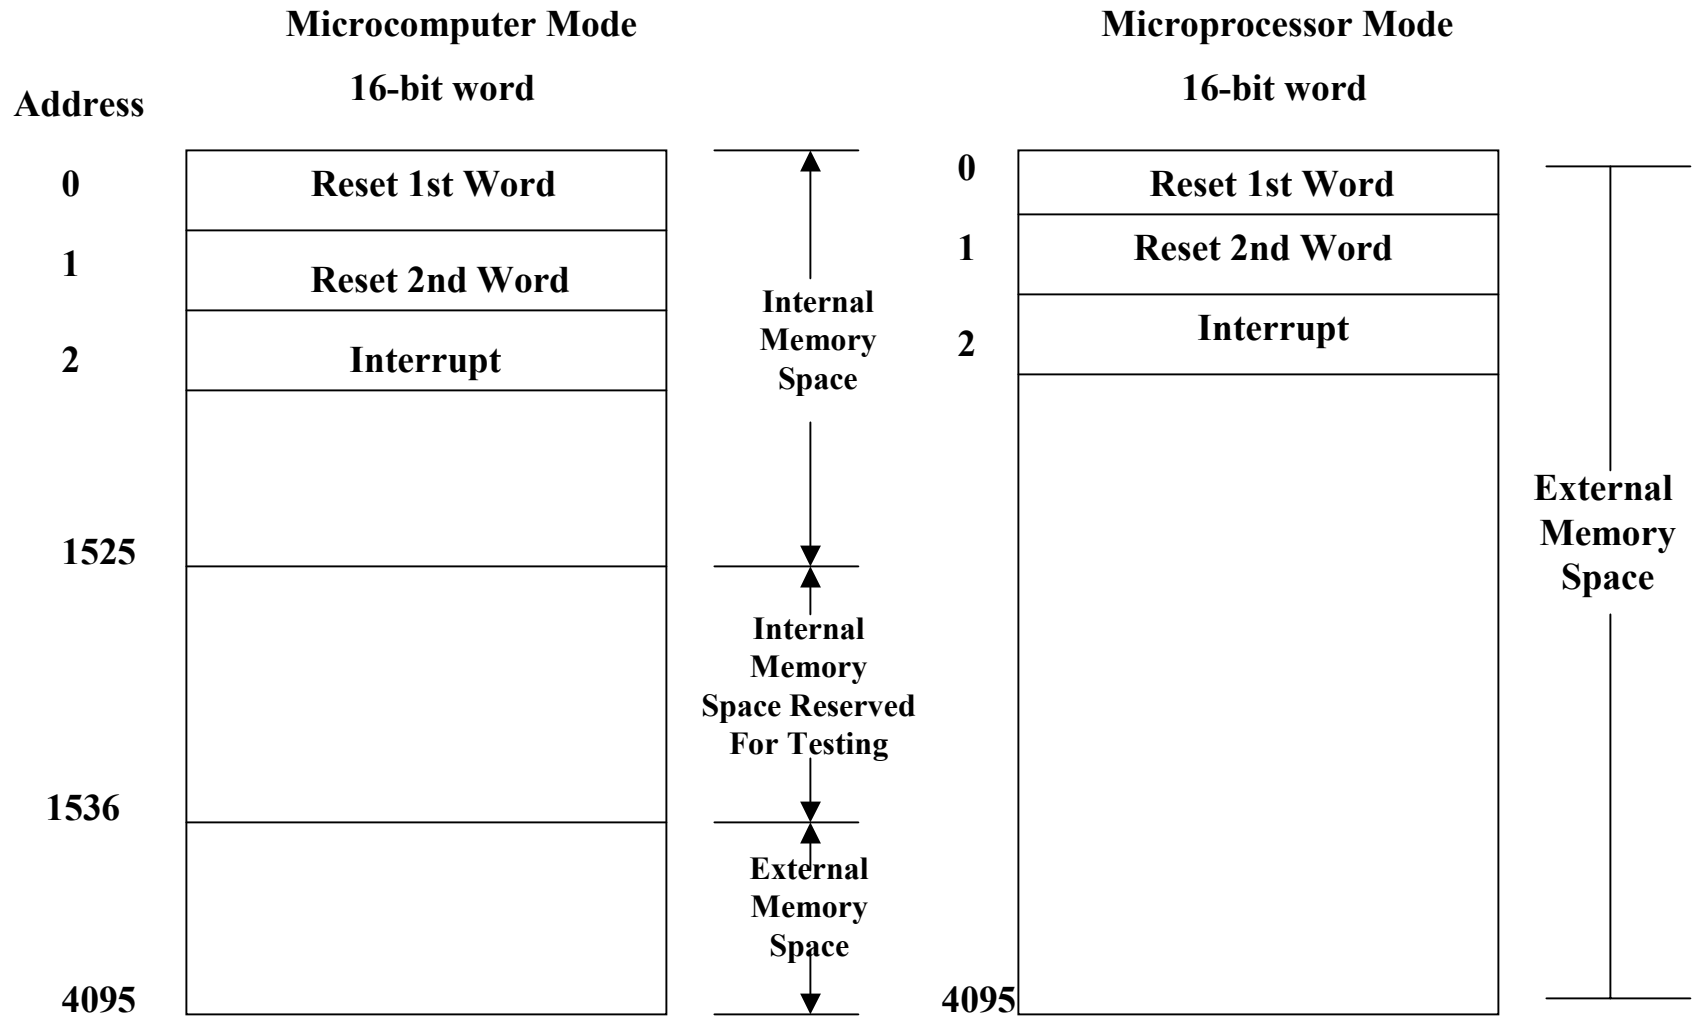 Microcomputer Mode
16-bit word
Address
0
Reset 1st Word
1
Reset 2nd Word
2
Interrupt
1525
1536
4095
Internal
Memory
Space
Internal
Memory
Space Reserved
For Testing
External
Memory
Space
Microprocessor Mode
16-bit word
0
Reset 1st Word
1
Reset 2nd Word
2
Interrupt
4095
External
Memory
Space